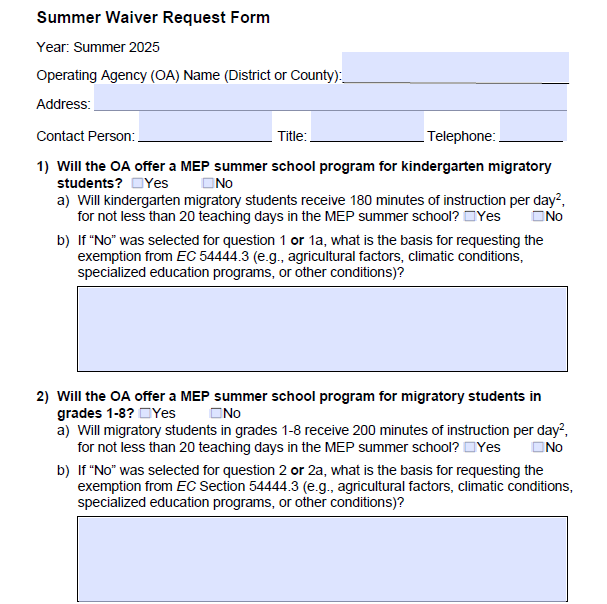 Summer Waiver Request Form
Year: Summer 2025
Operating Agency (OA) Name (District or County):
Address:
Contact Person: Title: Telephone:
1) Will the OA offer a MEP summer school program for kindergarten migratory
students? Yes No
a) Will kindergarten migratory students receive 180 minutes of instruction per day²,
for not less than 20 teaching days in the MEP summer school? Yes No
b) If “No” was selected for question 1 or 1a, what is the basis for requesting the
exemption from EC 54444.3 (e.g., agricultural factors, climatic conditions,
specialized education programs, or other conditions)?
2) Will the OA offer a MEP summer school program for migratory students in
grades 1-8? Yes No
a) Will migratory students in grades 1-8 receive 200 minutes of instruction per day²,
for not less than 20 teaching days in the MEP summer school? Yes No
b) If “No” was selected for question 2 or 2a, what is the basis for requesting the
exemption from EC Section 54444.3 (e.g., agricultural factors, climatic conditions,
specialized education programs, or other conditions)?